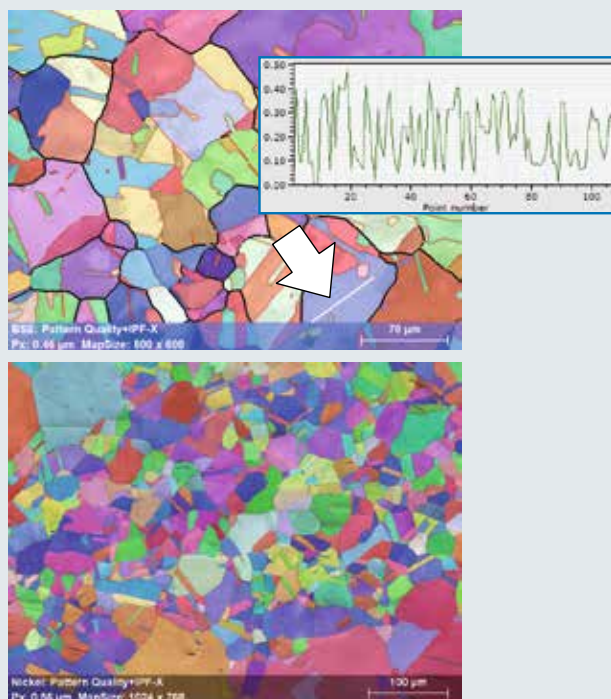 0.50
0.40
0.30
0.20
0.10
0.00
20 40 60 80 100
Point number
BSE: Pattern Quality+IPF-X
70 µm
Px: 0.46 µm MapSize: 800 x 600
Nickel: Pattern Quality+IPF-X
100 µm
Px: 0.56 µm MapSize: 1024 x 768